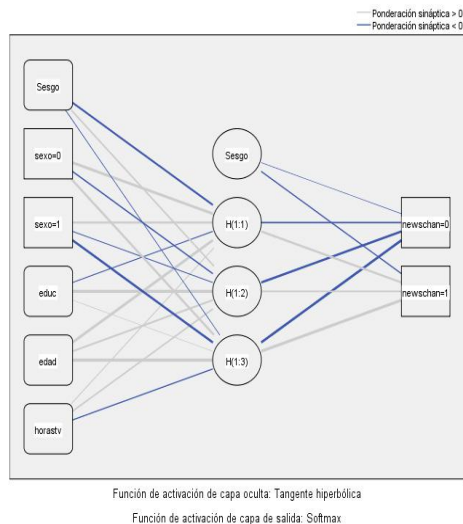 Ponderación sináptica > 0
Ponderación sináptica < 0
Sesgo
sexo=0
Sesgo
sexo=1
H(1:1)
newschan=0
educ
H(1:2)
newschan=1
edad
H(1:3)
horastv
Función de activación de capa oculta: Tangente hiperbólica
Función de activación de capa de salida: Softmax